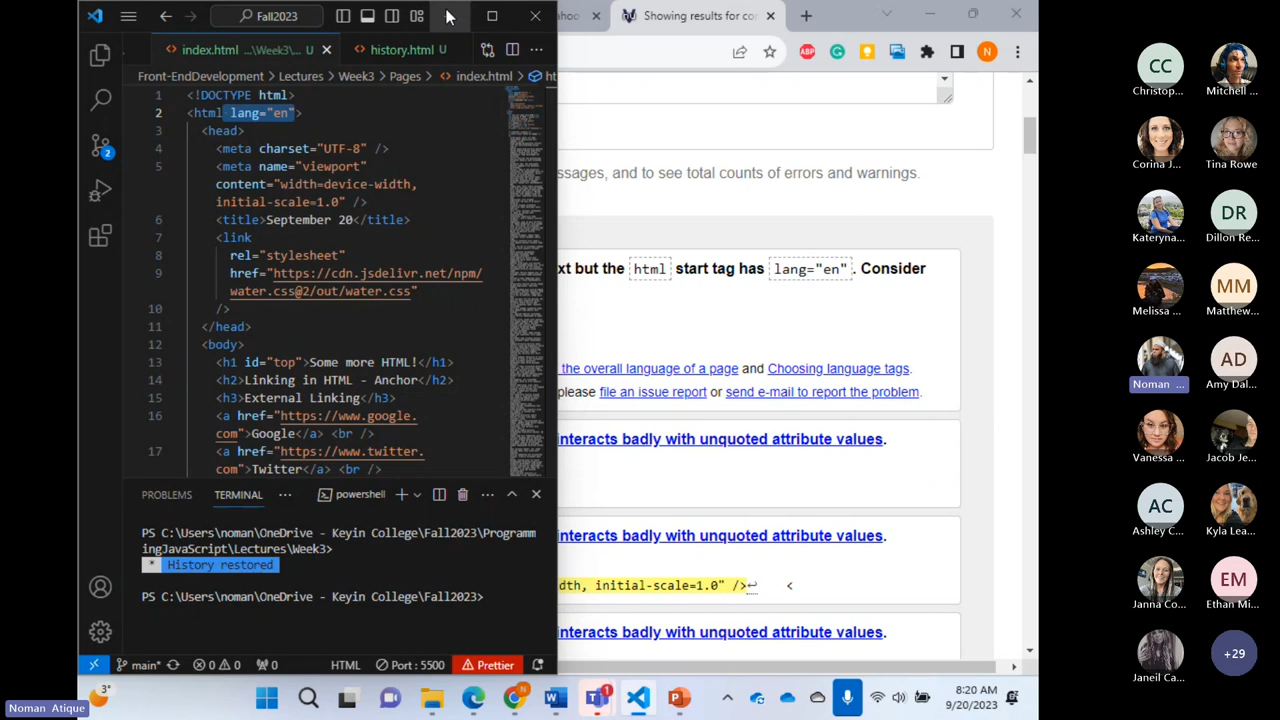 Fall2023
index.html ...\Week3\... U
history.html U
Front-EndDevelopment > Lectures > Week3 > Pages > index.html > ht
1 <!DOCTYPE html>
2 <html lang="en">
3 <head>
4 <meta charset="UTF-8" />
5 <meta name="viewport"
content="width=device-width,
initial-scale=1.0" />
6 <title>September 20</title>
7 <link
8 rel="stylesheet"
9 href="https://cdn.jsdelivr.net/npm/
water.css@2/out/water.css"
10 />
11 </head>
12 <body>
13 <h1 id="top">Some more HTML!</h1>
14 <h2>Linking in HTML - Anchor</h2>
15 <h3>External Linking</h3>
16 <a href="https://www.google.
com">Google</a> <br />
17 <a href="https://www.twitter.
com">Twitter</a> <br />
PROBLEMS TERMINAL ... powershell
PS C:\Users\noman\OneDrive - Keyin College\Fall2023\Programm
ingJavaScript\Lectures\Week3>
* History restored
PS C:\Users\noman\OneDrive - Keyin College\Fall2023>
2
main* 0 0 0 HTML Port : 5500 Prettier
ahoo
Showing results for cor
ABP
N
ssages, and to see total counts of errors and warnings.
xt but the html start tag has lang="en". Consider
the overall language of a page and Choosing language tags.
please file an issue report or send e-mail to report the problem.
interacts badly with unquoted attribute values.
interacts badly with unquoted attribute values.
idth, initial-scale=1.0" />↩ <
interacts badly with unquoted attribute values.
3°
1
8:20 AM
9/20/2023
Noman Atique
CC
Christop...
Mitchell ...
Corina J...
Tina Rowe
Kateryna...
DR
Dillon Re...
Melissa ...
MM
Matthew...
Noman ...
AD
Amy Dal...
Vanessa ...
Jacob Je...
AC
Ashley C...
Kyla Lea...
Janna Co...
EM
Ethan Mi...
Janeil Ca...
+29